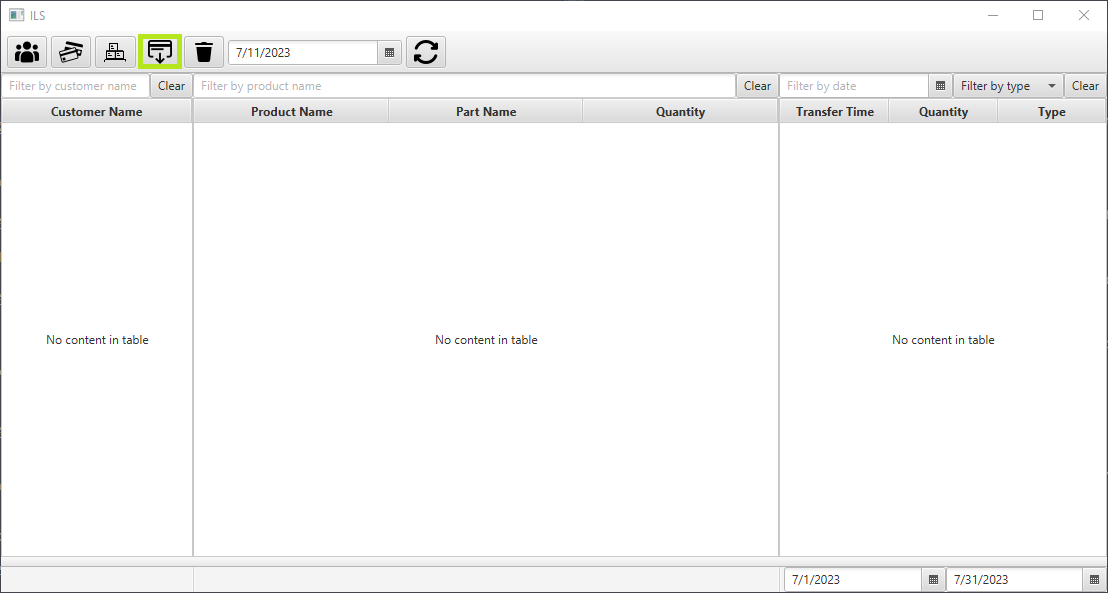 ILS
7/11/2023
Filter by customer name Clear Filter by product name Clear Filter by date Filter by type Clear
Customer Name Product Name Part Name Quantity Transfer Time Quantity Type
No content in table No content in table No content in table
7/1/2023 7/31/2023